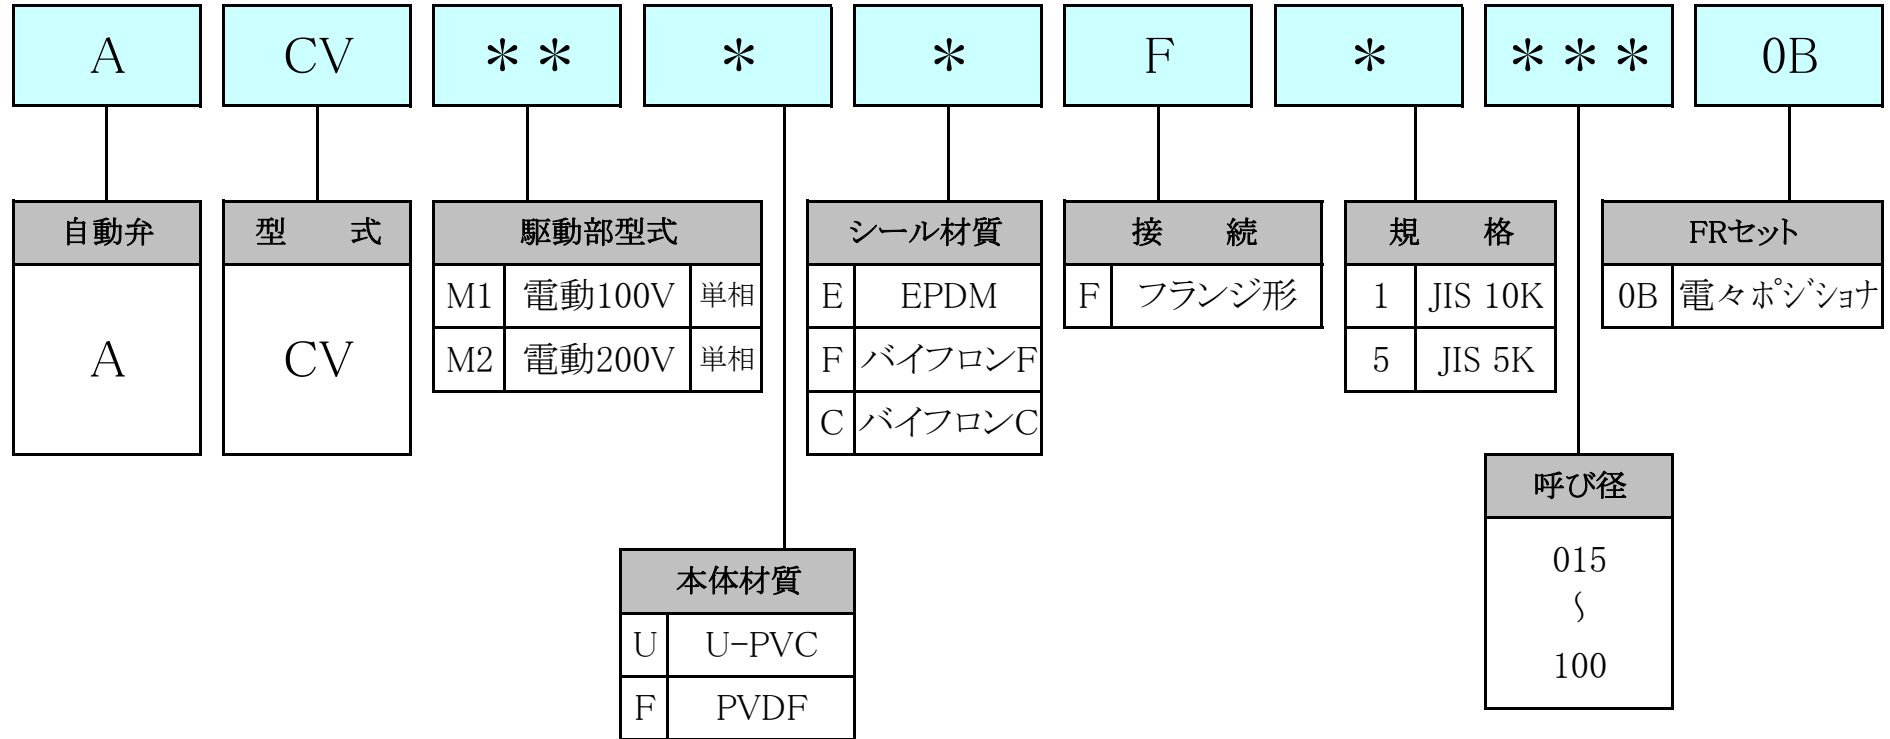 A CV ** * * F * *** 0B
自動弁 型 式 駆動部型式 シール材質 接 続 規 格 FRセット
M1 電動100V 単相 E EPDM F フランジ形 1 JIS 10K 0B 電々ポジショナ
A CV M2 電動200V 単相 F バイフロンF 5 JIS 5K
C バイフロンC
呼び径
015
~
100
本体材質
U U-PVC
F PVDF